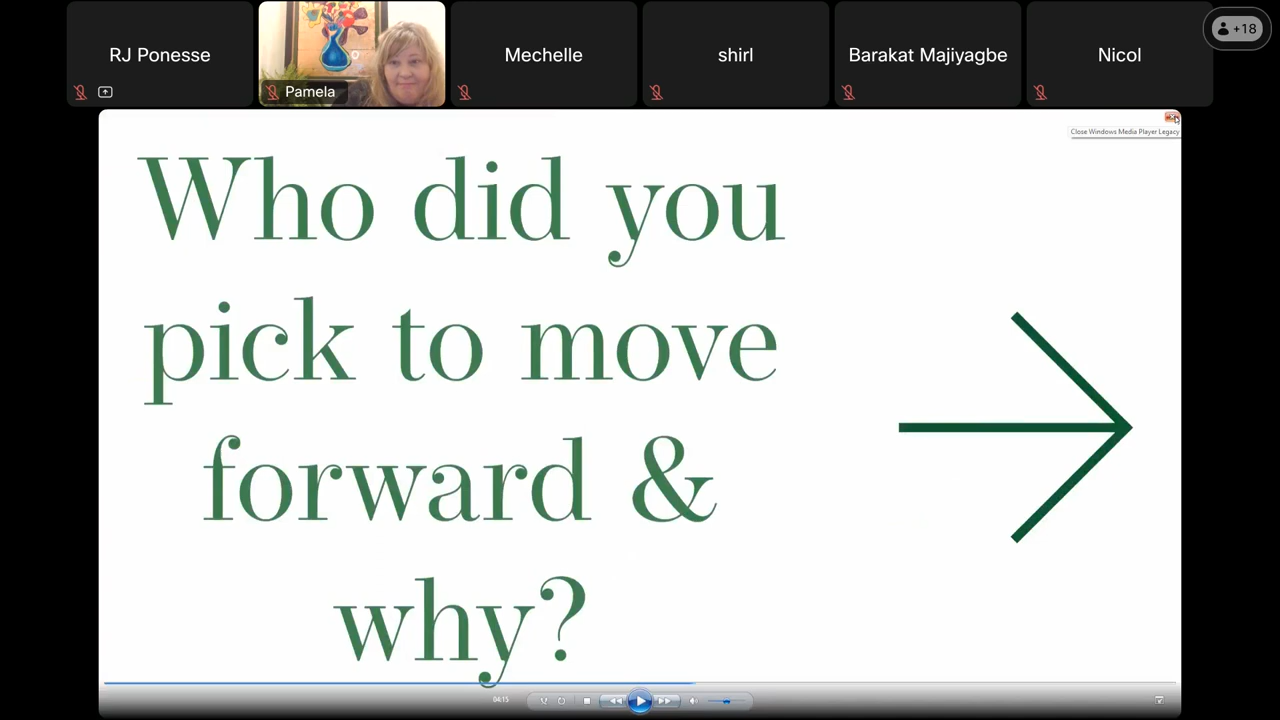 RJ Ponesse
Pamela
Mechelle
shirl
Barakat Majiyagbe
Nicol
+18
Close Windows Media Player Legacy
Who did you
pick to move
forward &
why?
04:15